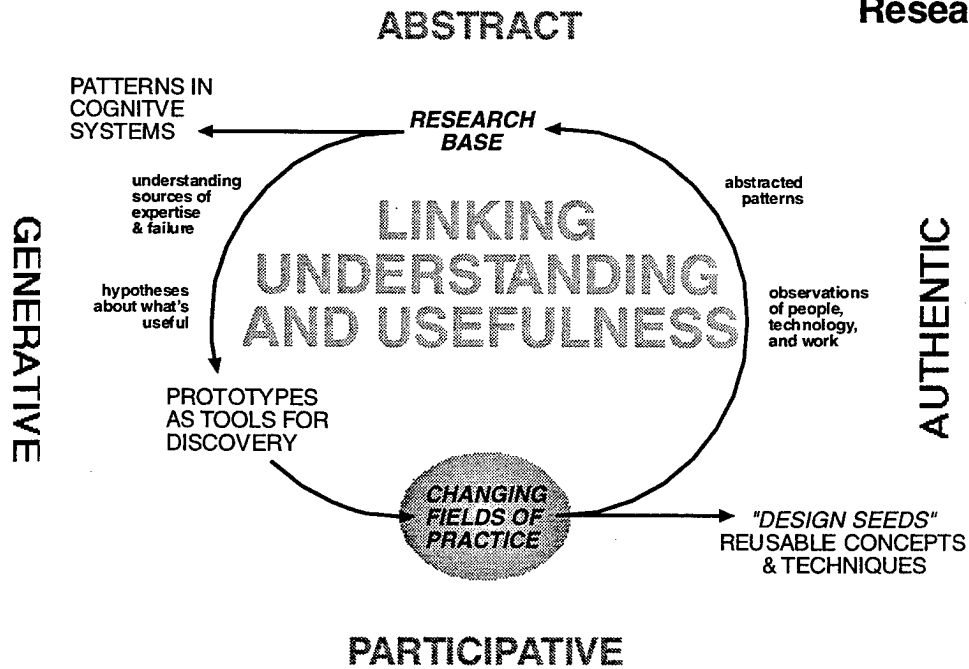 Resea
ABSTRACT
PATTERNS IN
COGNITVE
SYSTEMS
RESEARCH
BASE
understanding
sources of
expertise
& failure
abstracted
patterns
LINKING
UNDERSTANDING
AND USEFULNESS
GENERATIVE
AUTHENTIC
hypotheses
about what's
useful
observations
of people,
technology,
and work
PROTOTYPES
AS TOOLS FOR
DISCOVERY
CHANGING
FIELDS OF
PRACTICE
"DESIGN SEEDS"
REUSABLE CONCEPTS
& TECHNIQUES
PARTICIPATIVE